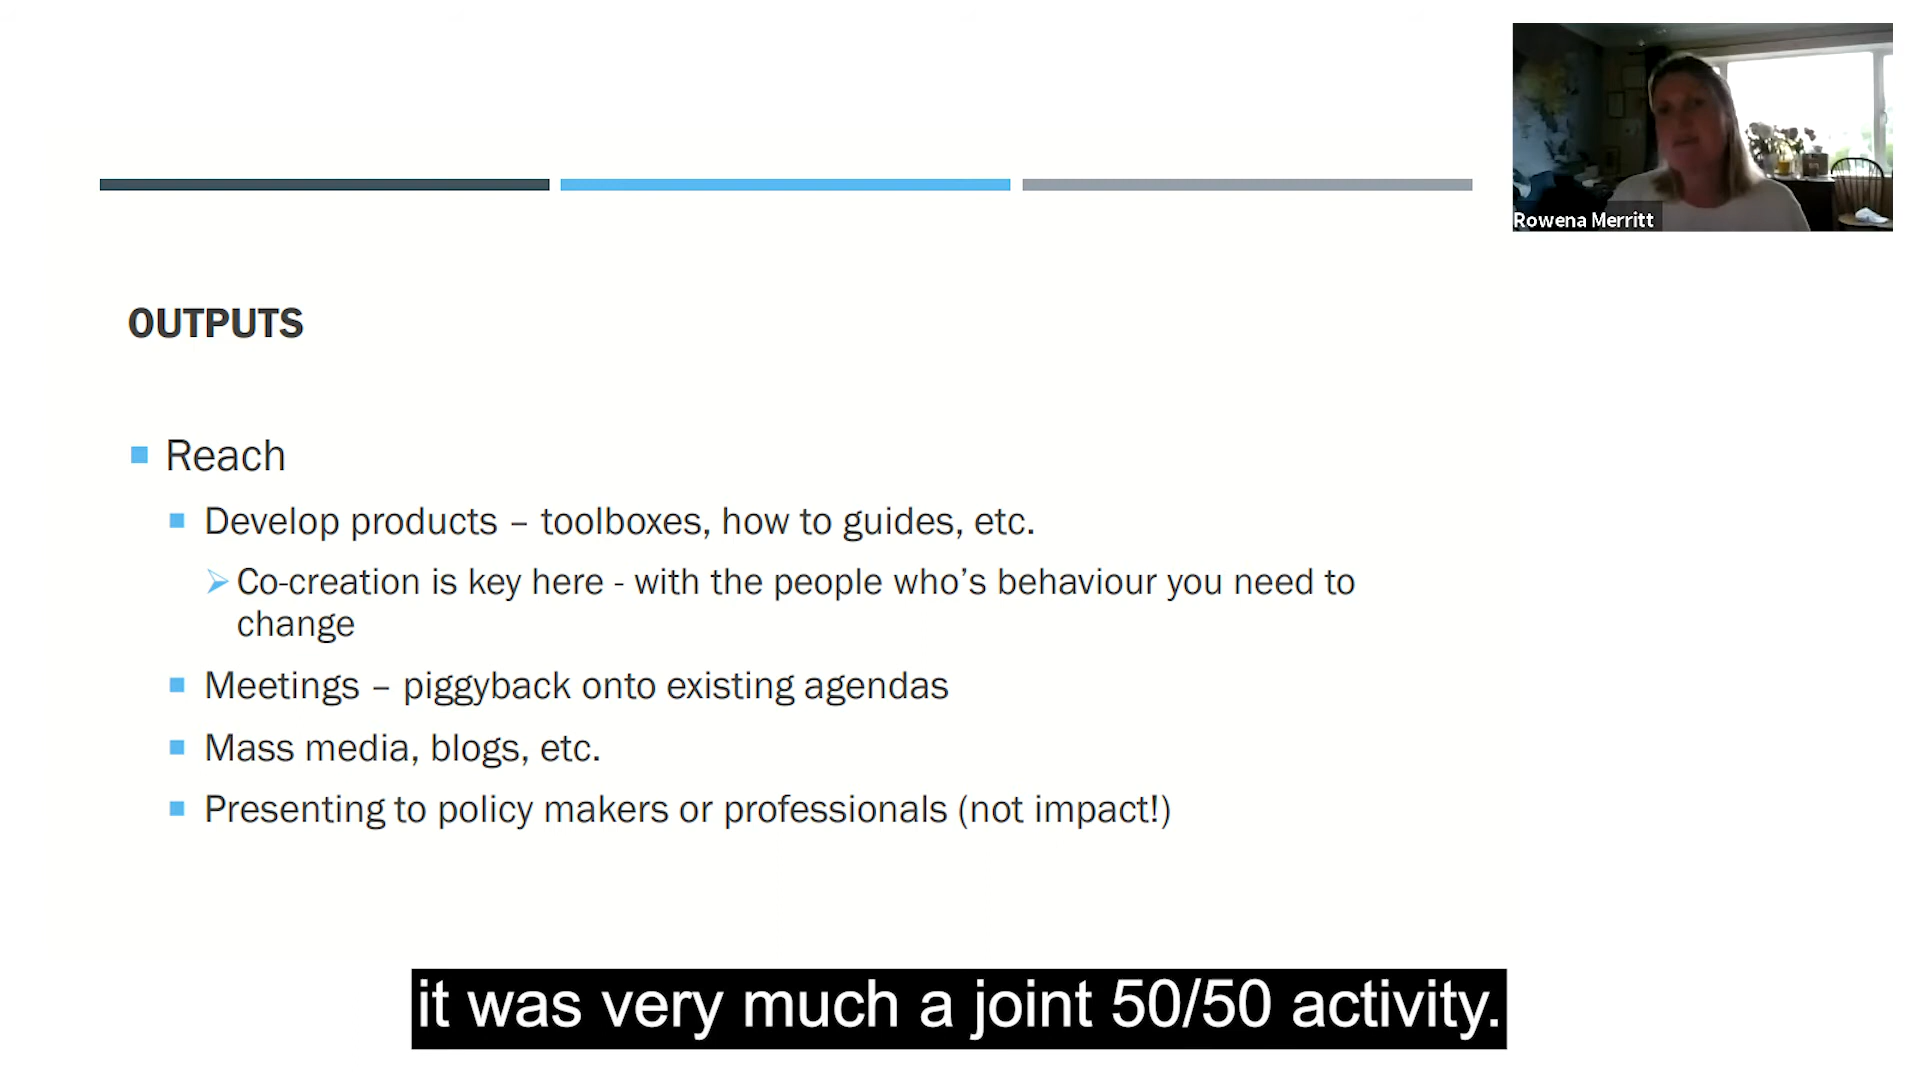 Rowena Merritt
OUTPUTS
Reach
Develop products – toolboxes, how to guides, etc.
Co-creation is key here - with the people who’s behaviour you need to
change
Meetings – piggyback onto existing agendas
Mass media, blogs, etc.
Presenting to policy makers or professionals (not impact!)
it was very much a joint 50/50 activity.